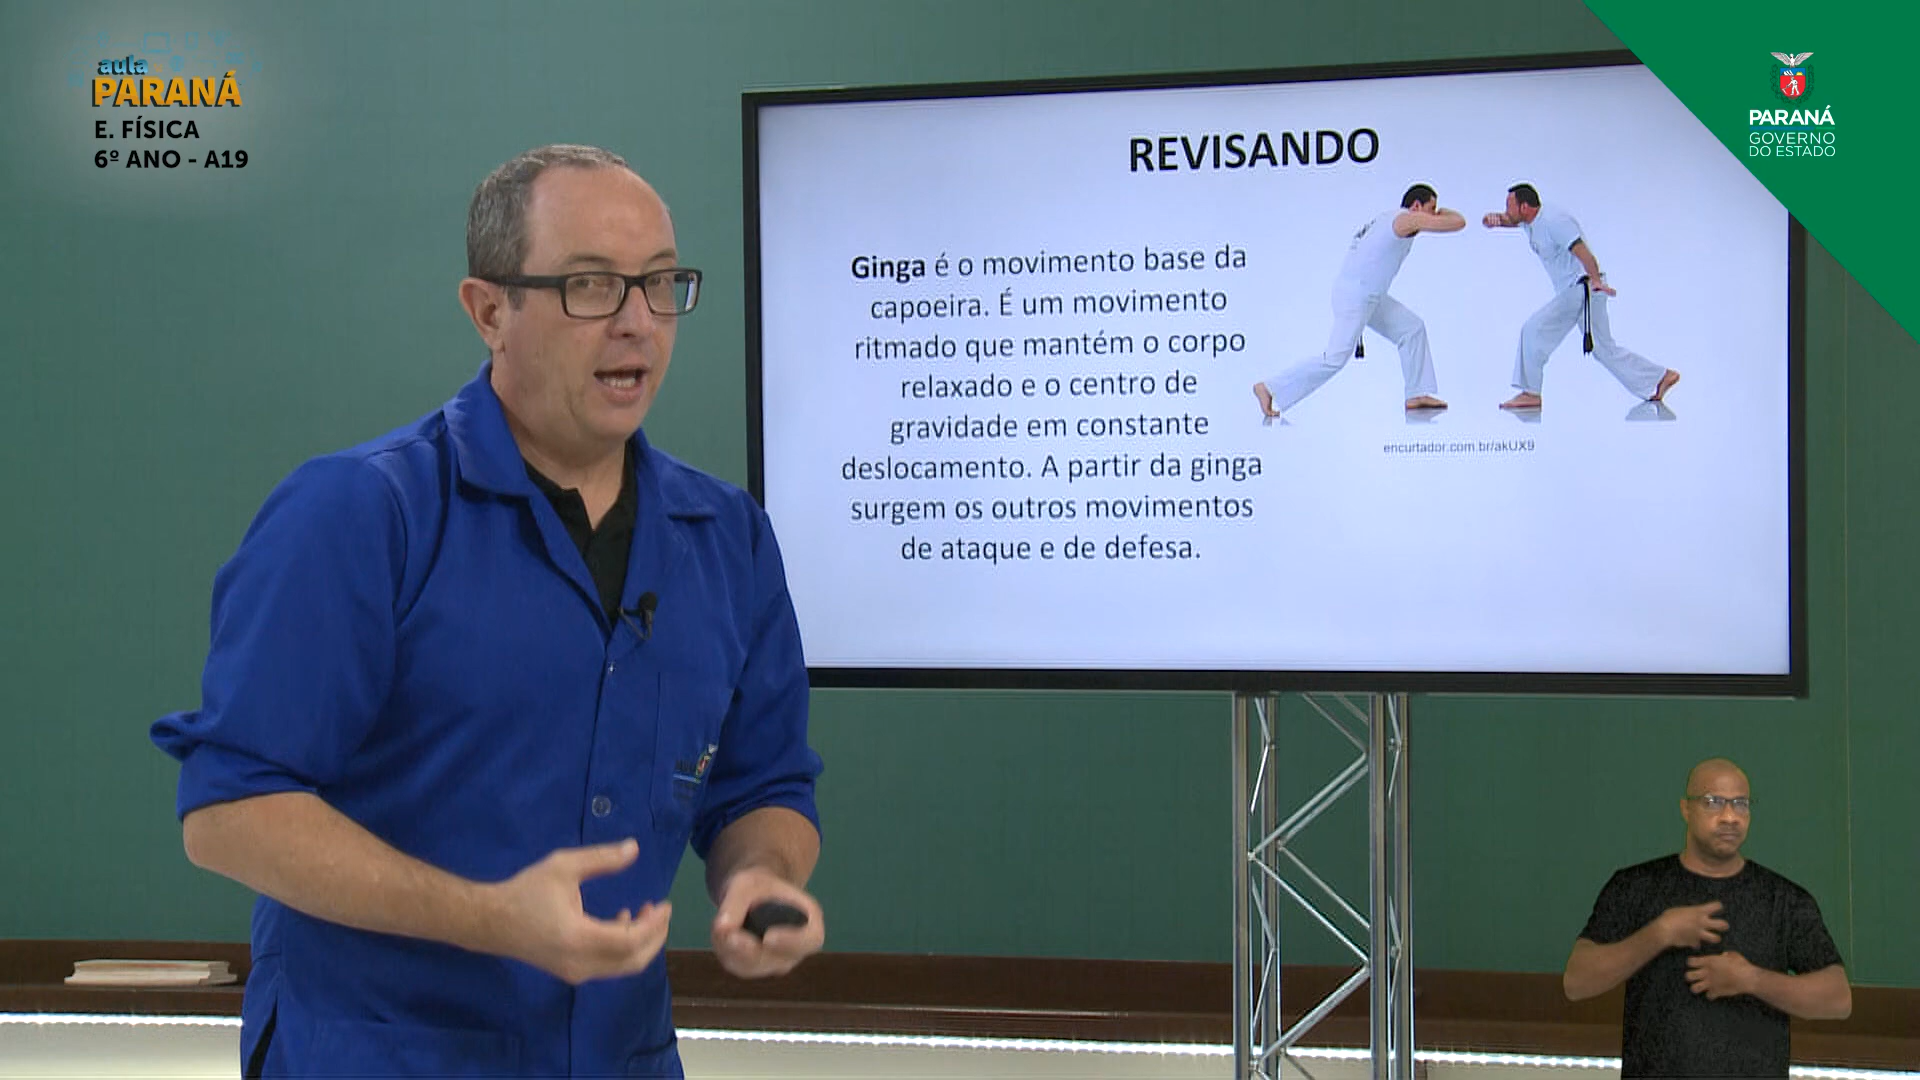 aula
PARANÁ
E. FÍSICA
6º ANO - A19
PARANÁ
GOVERNO
DO ESTADO
REVISANDO
Ginga é o movimento base da
capoeira. É um movimento
ritmado que mantém o corpo
relaxado e o centro de
gravidade em constante
deslocamento. A partir da ginga
surgem os outros movimentos
de ataque e de defesa.
encurtador.com.br/akUX9